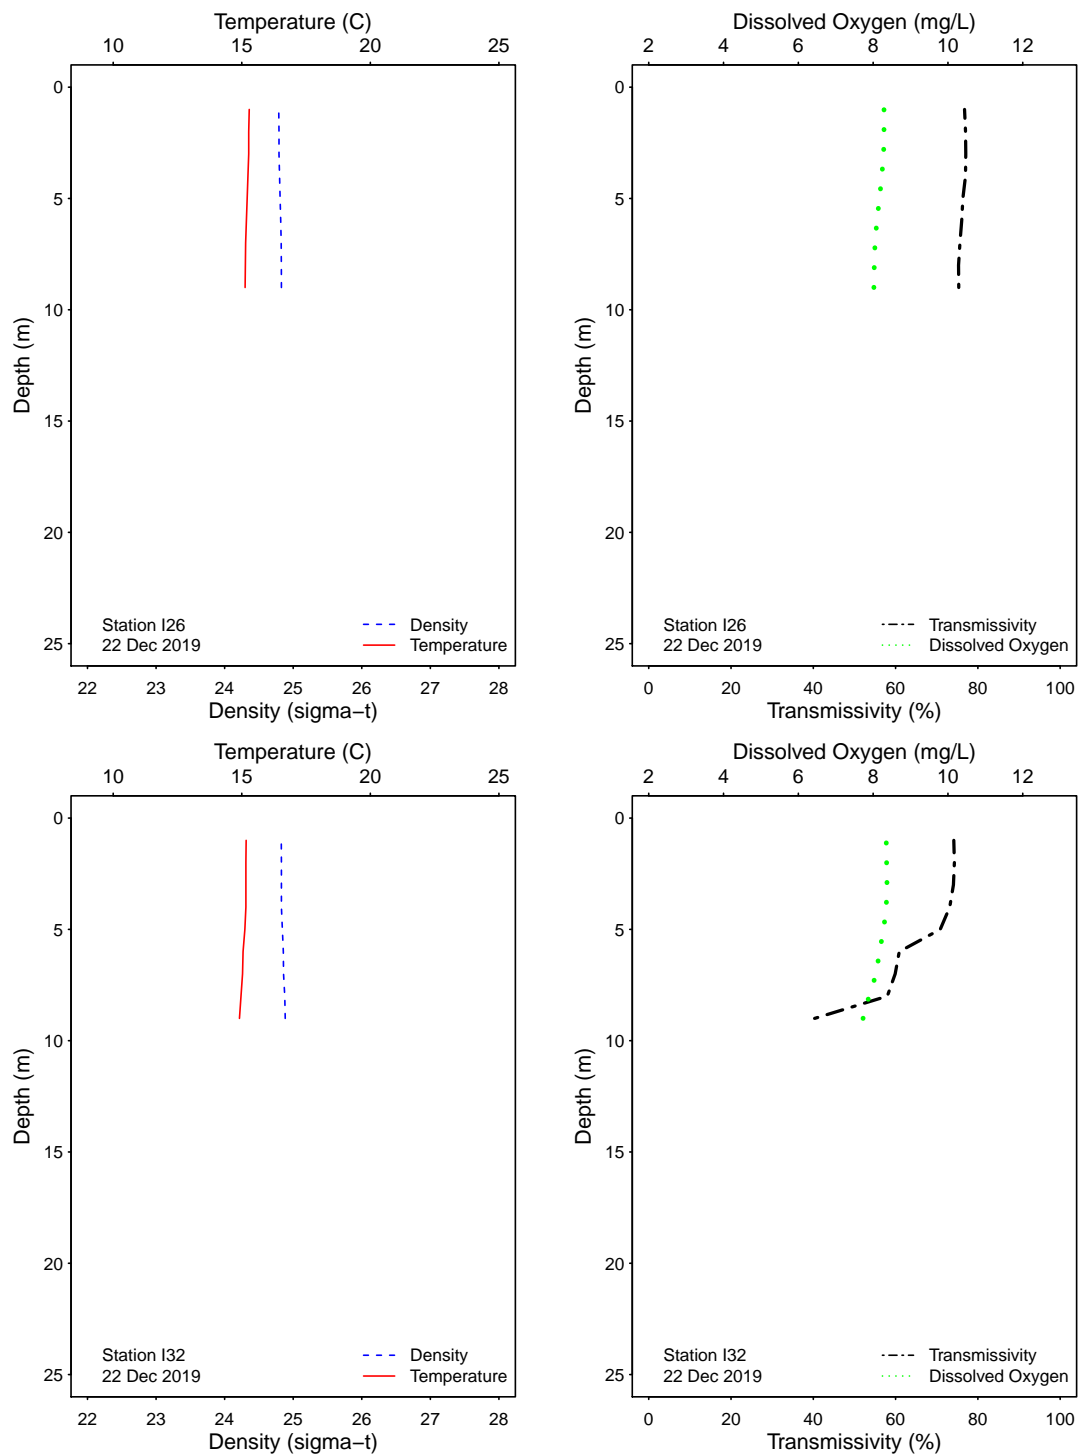 Temperature (C)
10 15 20 25
0
5
10
15
20
25
Depth (m)
Station I26
22 Dec 2019
Density
Temperature
22 23 24 25 26 27 28
Density (sigma−t)
Dissolved Oxygen (mg/L)
2 4 6 8 10 12
0
5
10
15
20
25
Depth (m)
Station I26
22 Dec 2019
Transmissivity
Dissolved Oxygen
0 20 40 60 80 100
Transmissivity (%)
Temperature (C)
10 15 20 25
0
5
10
15
20
25
Depth (m)
Station I32
22 Dec 2019
Density
Temperature
22 23 24 25 26 27 28
Density (sigma−t)
Dissolved Oxygen (mg/L)
2 4 6 8 10 12
0
5
10
15
20
25
Depth (m)
Station I32
22 Dec 2019
Transmissivity
Dissolved Oxygen
0 20 40 60 80 100
Transmissivity (%)